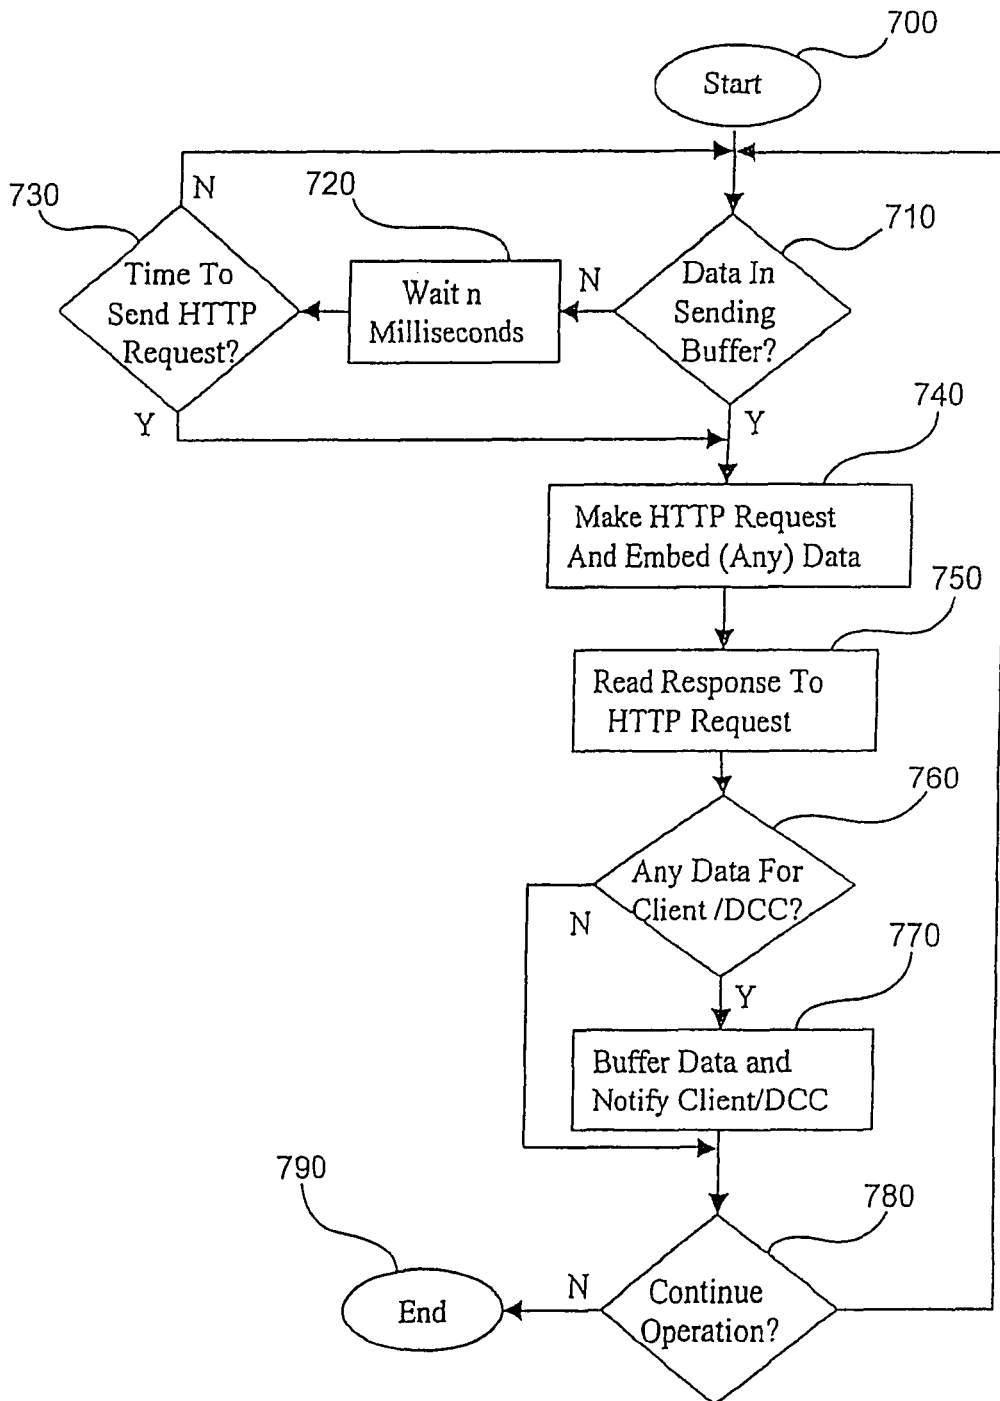 700
Start
N
730
720
710
Time To
Send HTTP
Request?
Wait n
Milliseconds
N
Data In
Sending
Buffer?
Y
Y
740
Make HTTP Request
And Embed (Any) Data
750
Read Response To
HTTP Request
760
Any Data For
Client /DCC?
N
770
Y
Buffer Data and
Notify Client/DCC
790
780
End
N
Continue
Operation?